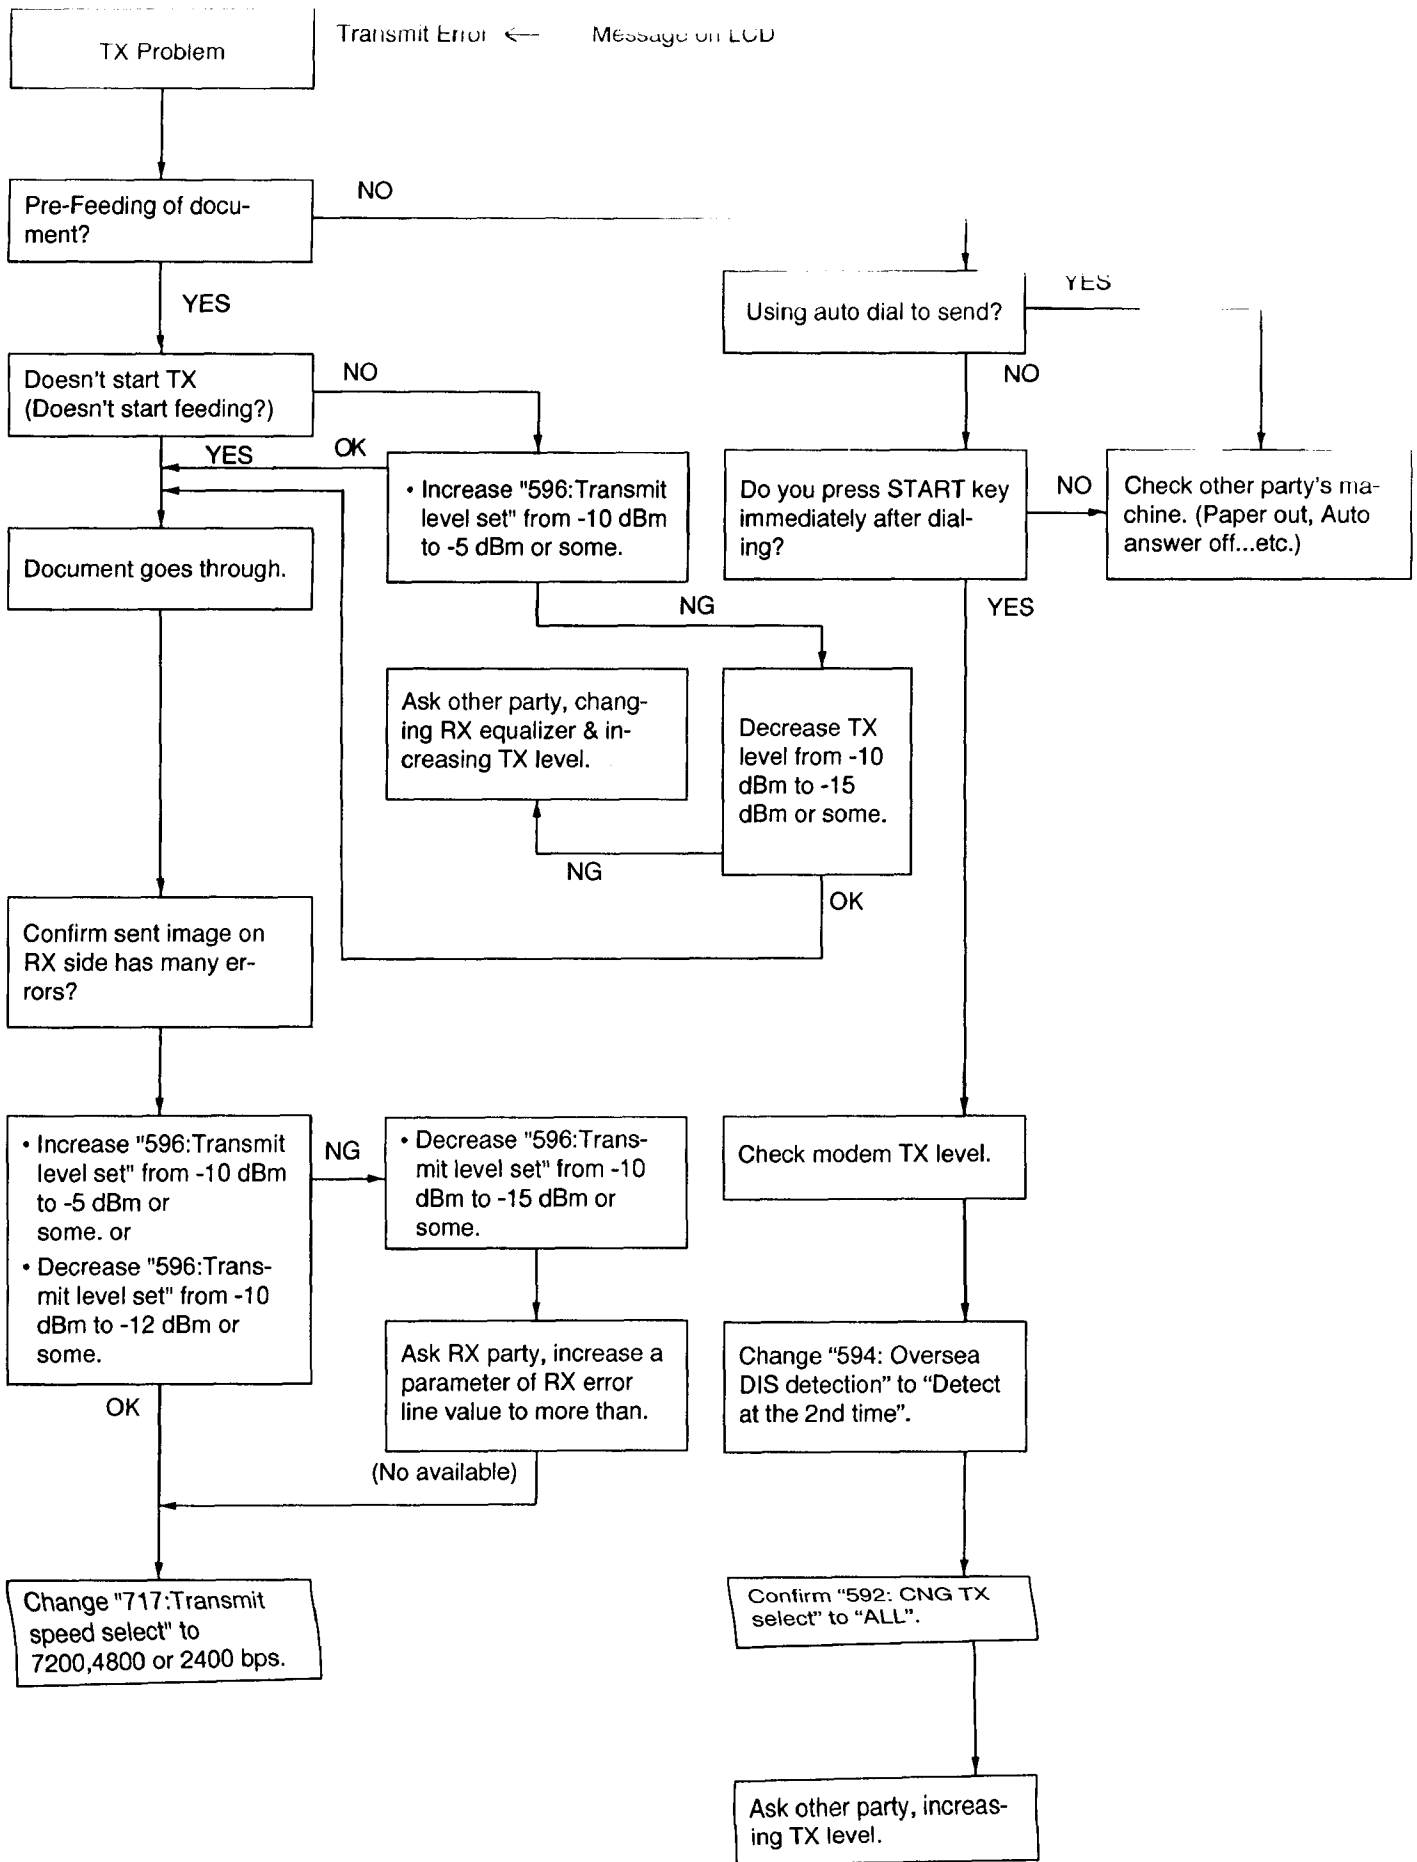 Transmit Error ← Message on LCD
TX Problem
NO
Pre-Feeding of docu-
ment?
YES
YES
Using auto dial to send?
NO
Doesn't start TX
(Doesn't start feeding?)
NO
YES
OK
• Increase "596:Transmit
level set" from -10 dBm
to -5 dBm or some.
Do you press START key
immediately after dial-
ing?
NO
Check other party's ma-
chine. (Paper out, Auto
answer off...etc.)
Document goes through.
NG
YES
Ask other party, chang-
ing RX equalizer & in-
creasing TX level.
Decrease TX
level from -10
dBm to -15
dBm or some.
NG
OK
Confirm sent image on
RX side has many er-
rors?
• Increase "596:Transmit
level set" from -10 dBm
to -5 dBm or
some. or
• Decrease "596:Trans-
mit level set" from -10
dBm to -12 dBm or
some.
NG
• Decrease "596:Trans-
mit level set" from -10
dBm to -15 dBm or
some.
Check modem TX level.
OK
Ask RX party, increase a
parameter of RX error
line value to more than.
(No available)
Change “594: Oversea
DIS detection” to “Detect
at the 2nd time”.
Change "717:Transmit
speed select" to
7200,4800 or 2400 bps.
Confirm “592: CNG TX
select” to “ALL”.
Ask other party, increas-
ing TX level.